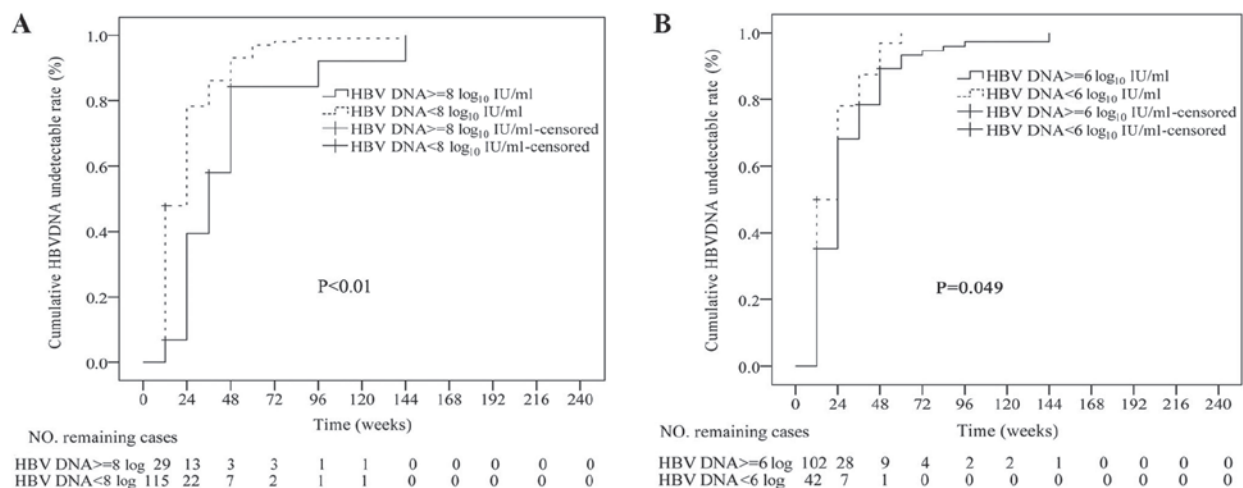 A
Cumulative HBVDNA undetectable rate (%)
1.0
0.8
0.6
0.4
0.2
0.0
HBV DNA>=8 log10 IU/ml
HBV DNA<8 log10 IU/ml
HBV DNA>=8 log10 IU/ml-censored
HBV DNA<8 log10 IU/ml-censored
P<0.01
0 24 48 72 96 120 144 168 192 216 240
Time (weeks)
NO. remaining cases
HBV DNA>=8 log 29 13 3 3 1 1 0 0 0 0 0
HBV DNA<8 log 115 22 7 2 1 1 0 0 0 0 0
B
Cumulative HBVDNA undetectable rate (%)
1.0
0.8
0.6
0.4
0.2
0.0
HBV DNA>=6 log10 IU/ml
HBV DNA<6 log10 IU/ml
HBV DNA>=6 log10 IU/ml-censored
HBV DNA<6 log10 IU/ml-censored
P=0.049
0 24 48 72 96 120 144 168 192 216 240
Time (weeks)
NO. remaining cases
HBV DNA>=6 log 102 28 9 4 2 2 1 0 0 0 0
HBV DNA<6 log 42 7 1 0 0 0 0 0 0 0 0